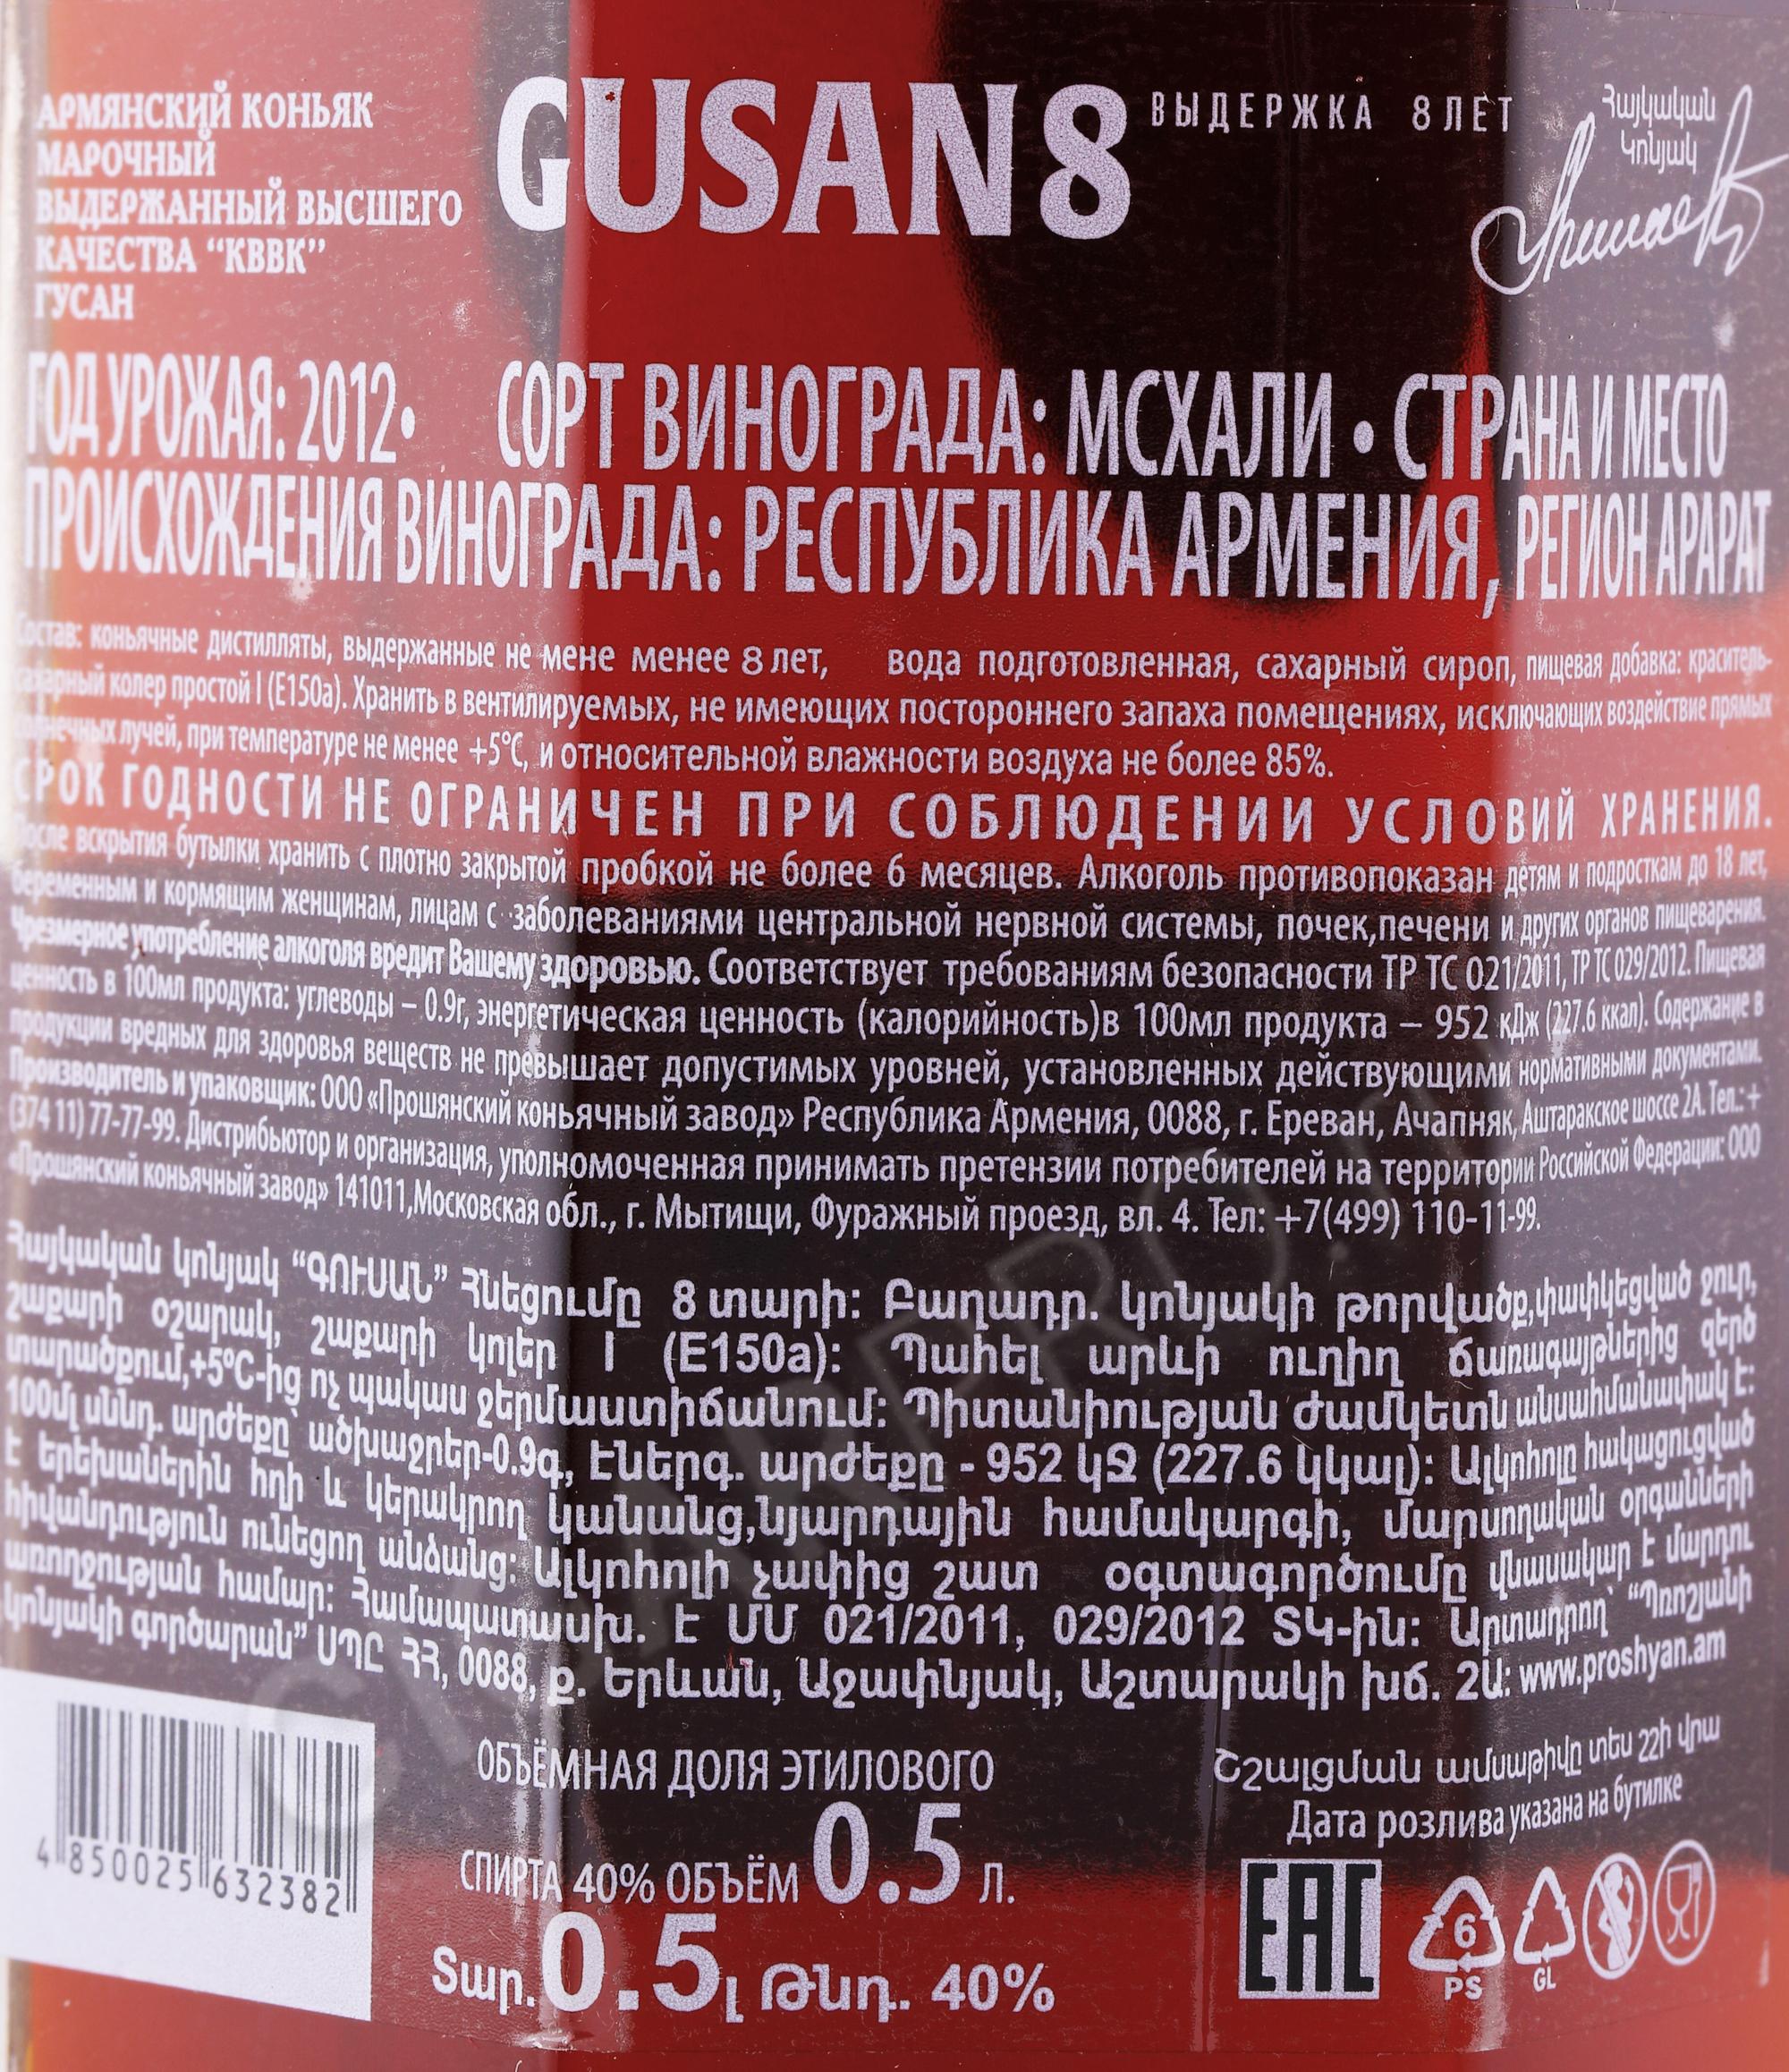 АРМЯНСКИЙ КОНЬЯК
МАРОЧНЫЙ
ВЫДЕРЖАННЫЙ ВЫСШЕГО
КАЧЕСТВА “КВВК”
ГУСАН
GUSAN 8
ВЫДЕРЖКА 8 ЛЕТ
Հայկական
Կոնյակ
ГОД УРОЖАЯ: 2012• СОРТ ВИНОГРАДА: МСХАЛИ • СТРАНА И МЕСТО
ПРОИСХОЖДЕНИЯ ВИНОГРАДА: РЕСПУБЛИКА АРМЕНИЯ, РЕГИОН АРАРАТ
Состав: коньячные дистилляты, выдержанные не мене менее 8 лет, вода подготовленная, сахарный сироп, пищевая добавка: краситель-
сахарный колер простой I (E150a). Хранить в вентилируемых, не имеющих постороннего запаха помещениях, исключающих воздействие прямых
солнечных лучей, при температуре не менее +5°C, и относительной влажности воздуха не более 85%.
СРОК ГОДНОСТИ НЕ ОГРАНИЧЕН ПРИ СОБЛЮДЕНИИ УСЛОВИЙ ХРАНЕНИЯ.
После вскрытия бутылки хранить с плотно закрытой пробкой не более 6 месяцев. Алкоголь противопоказан детям и подросткам до 18 лет,
беременным и кормящим женщинам, лицам с заболеваниями центральной нервной системы, почек,печени и других органов пищеварения.
Чрезмерное употребление алкоголя вредит Вашему здоровью. Соответствует требованиям безопасности ТР ТС 021/2011, ТР ТС 029/2012. Пищевая
ценность в 100мл продукта: углеводы – 0.9г, энергетическая ценность (калорийность)в 100мл продукта – 952 кДж (227.6 ккал). Содержание в
продукции вредных для здоровья веществ не превышает допустимых уровней, установленных действующими нормативными документами.
Производитель и упаковщик: ООО «Прошянский коньячный завод» Республика Армения, 0088, г. Ереван, Ачапняк, Аштаракское шоссе 2А. Тел.: +
(374 11) 77-77-99. Дистрибьютор и организация, уполномоченная принимать претензии потребителей на территории Российской Федерации: ООО
«Прошянский коньячный завод» 141011,Московская обл., г. Мытищи, Фуражный проезд, вл. 4. Тел: +7(499) 110-11-99.
Հայկական կոնյակ “ԳՈՒՍԱՆ” Հնեցումը 8 տարի: Բաղադր. կոնյակի թորվածք,փափկեցված ջուր,
շաքարի օշարակ, շաքարի կոլեր I (E150a): Պահել արևի ուղիղ ճառագայթներից զերծ
տարածքում,+5°C-ից ոչ պակաս ջերմաստիճանում: Պիտանիության ժամկետն անսահմանափակ է:
100մլ սննդ. արժեքը՝ ածխաջրեր-0.9գ, էներգ. արժեքը - 952 կՋ (227.6 կկալ): Ալկոհոլը հակացուցված
է երեխաներին հղի և կերակրող կանանց,նյարդային համակարգի, մարսողական օրգանների
հիվանդություն ունեցող անձանց: Ալկոհոլի չափից շատ օգտագործումը վնասակար է մարդու
առողջության համար: Համապատասխ. է ՄՄ 021/2011, 029/2012 ՏԿ-ին: Արտադրող՝ “Պռոշյանի
կոնյակի գործարան” ՍՊԸ ՀՀ, 0088, ք. Երևան, Աջափնյակ, Աշտարակի խճ. 2Ա: www.proshyan.am
4 850025 632382
ОБЪЁМНАЯ ДОЛЯ ЭТИЛОВОГО
СПИРТА 40% ОБЪЁМ 0.5 л.
Տար. 0.5լ Թնդ. 40%
Շշալցման ամսաթիվը տես շշի վրա
Дата розлива указана на бутилке
EAC
6
PS
GL
CIGARPRO.RU